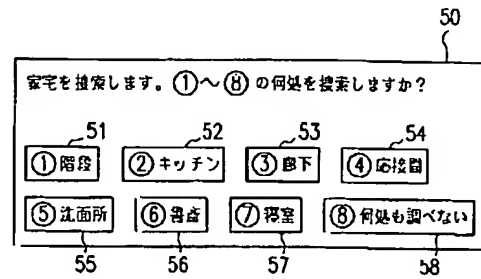 50
家宅を捜索します。①～⑧の何処を捜索しますか？
51 52 53 54
①階段 ②キッチン ③廊下 ④応接間
⑤洗面所 ⑥ ⑦寝室 ⑧何処も調べない
55 56 57 58